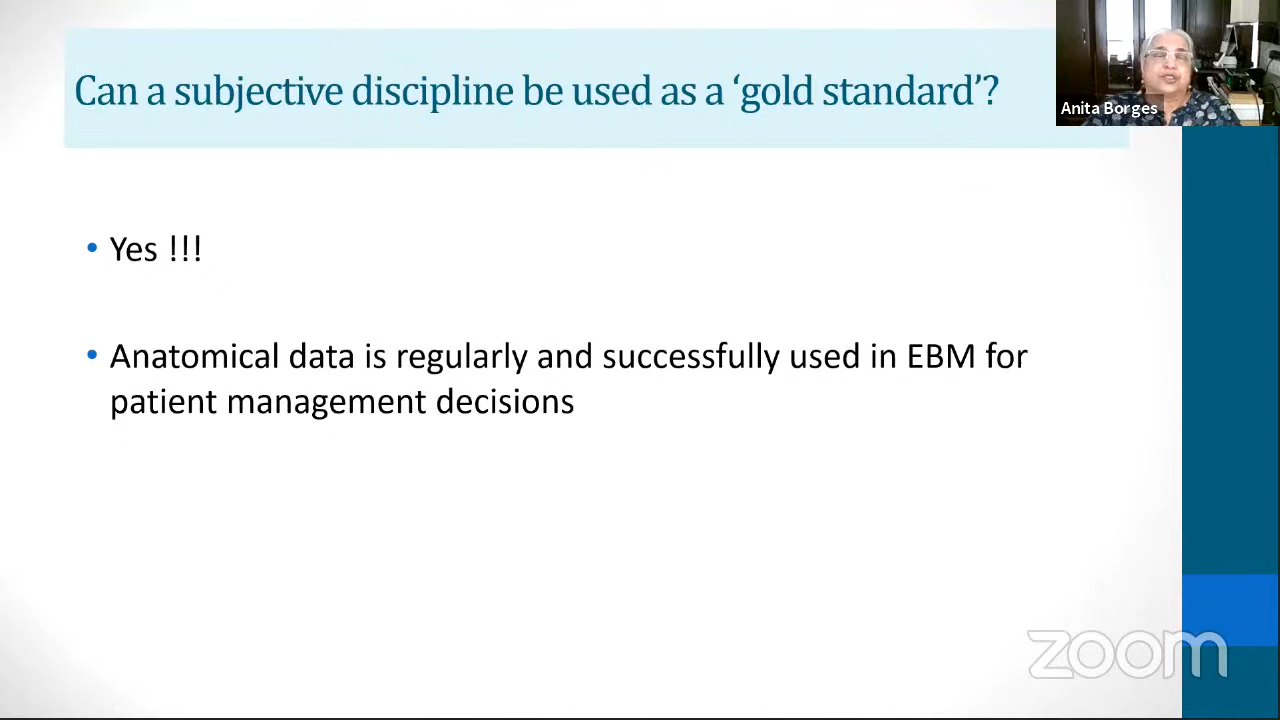 Can a subjective discipline be used as a ‘gold standard’?
Anita Borges
• Yes !!!
• Anatomical data is regularly and successfully used in EBM for
patient management decisions
zoom